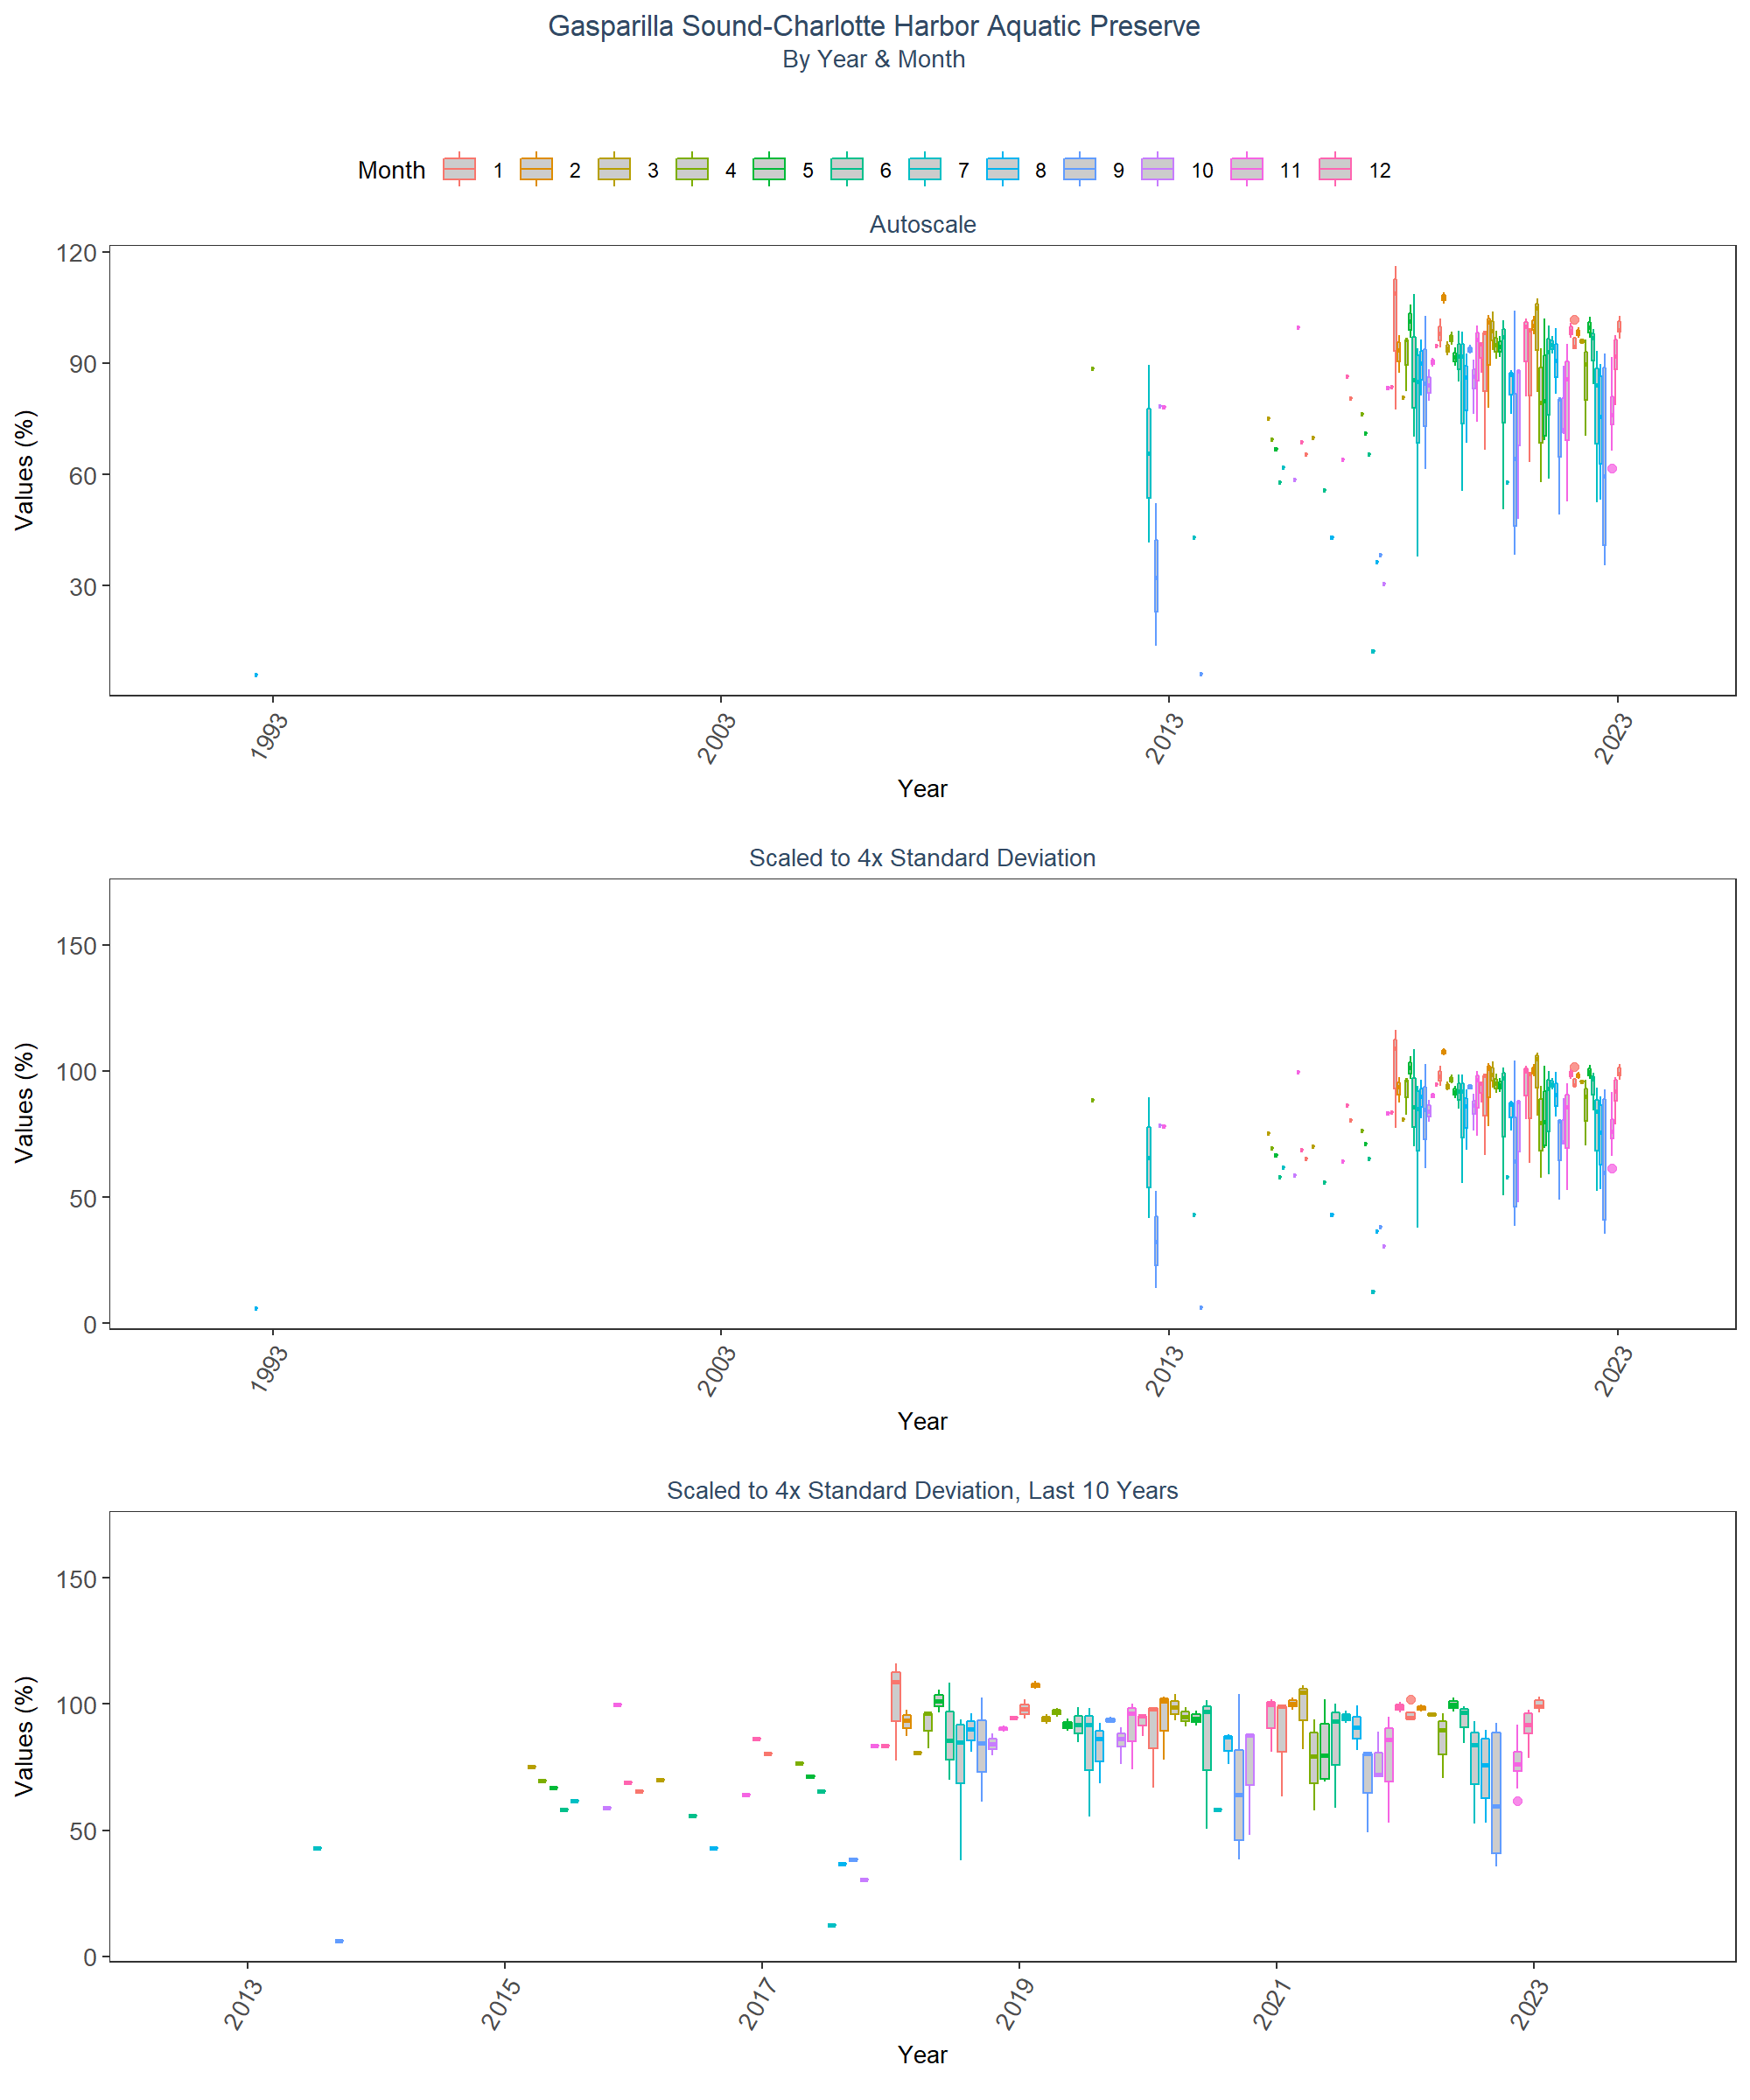 Gasparilla Sound-Charlotte Harbor Aquatic Preserve
By Year & Month
Month 1 2 3 4 5 6 7 8 9 10 11 12
Autoscale
120
90
60
30
Values (%)
1993 2003 2013 2023
Year
Scaled to 4x Standard Deviation
150
100
50
0
Values (%)
1993 2003 2013 2023
Year
Scaled to 4x Standard Deviation, Last 10 Years
150
100
50
0
Values (%)
2013 2015 2017 2019 2021 2023
Year